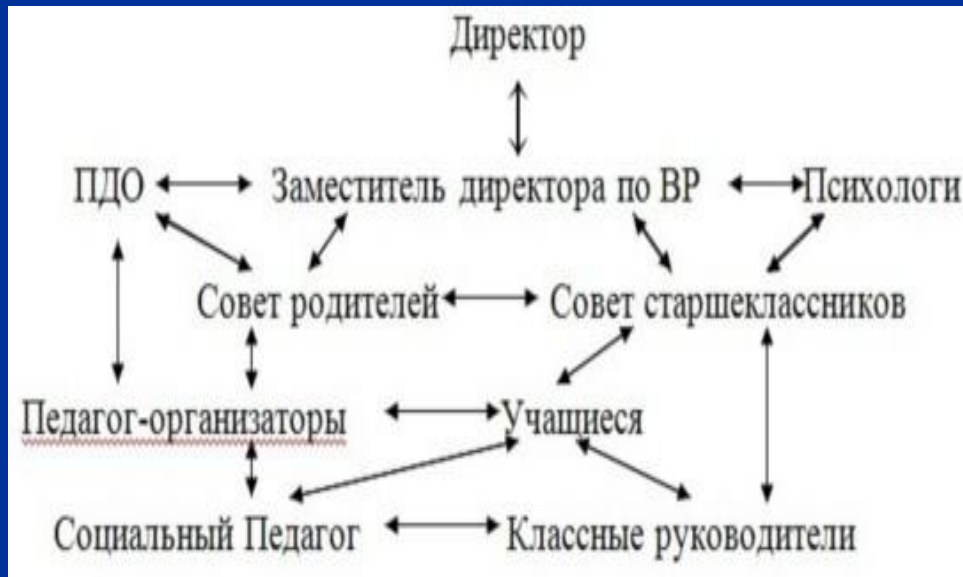 Директор
ПДО Заместитель директора по ВР Психологи
Совет родителей Совет старшеклассников
Педагог-организаторы Учащиеся
Социальный Педагог Классные руководители